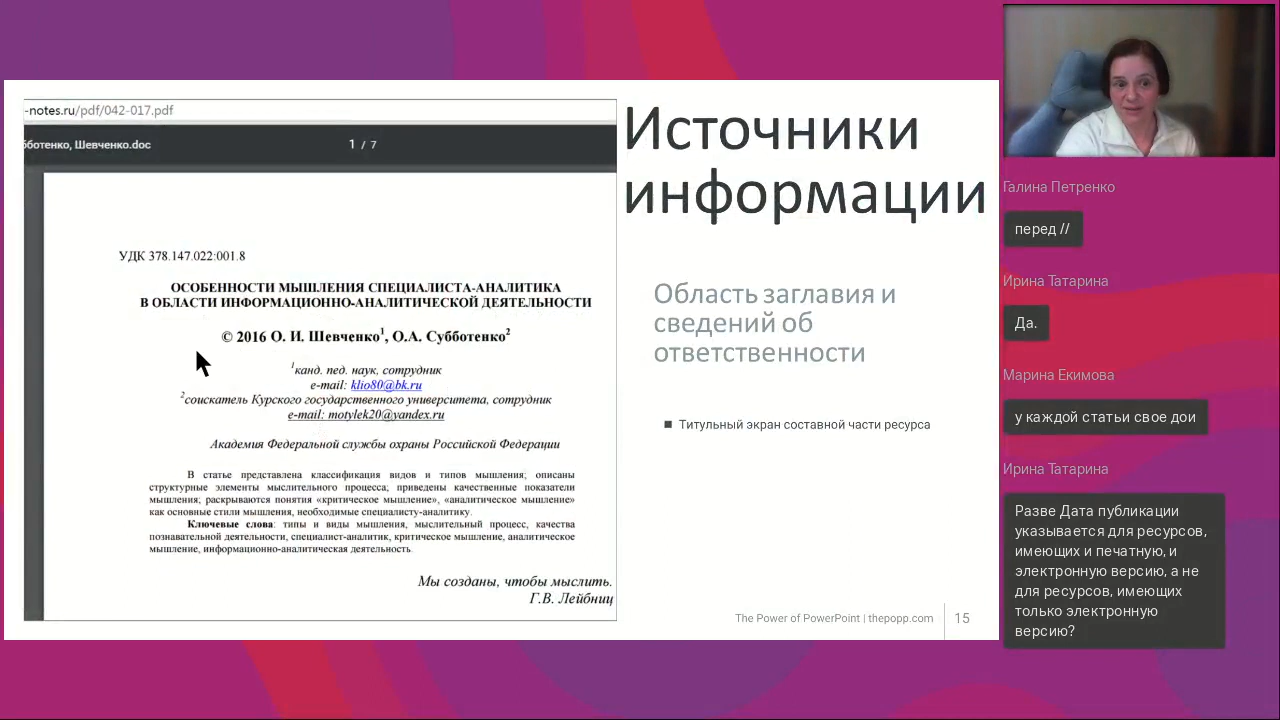 -notes.ru/pdf/042-017.pdf
бботенко, Шевченко.doc
1 / 7
УДК 378.147.022:001.8
ОСОБЕННОСТИ МЫШЛЕНИЯ СПЕЦИАЛИСТА-АНАЛИТИКА
В ОБЛАСТИ ИНФОРМАЦИОННО-АНАЛИТИЧЕСКОЙ ДЕЯТЕЛЬНОСТИ
© 2016 О. И. Шевченко¹, О.А. Субботенко²
¹канд. пед. наук, сотрудник
e-mail: klio80@bk.ru
²соискатель Курского государственного университета, сотрудник
e-mail: motylek20@yandex.ru
Академия Федеральной службы охраны Российской Федерации
В статье представлена классификация видов и типов мышления; описаны
структурные элементы мыслительного процесса; приведены качественные показатели
мышления; раскрываются понятия «критическое мышление», «аналитическое мышление»
как основные стили мышления, необходимые специалисту-аналитику.
Ключевые слова: типы и виды мышления, мыслительный процесс, качества
познавательной деятельности, специалист-аналитик, критическое мышление, аналитическое
мышление, информационно-аналитическая деятельность.
Мы созданы, чтобы мыслить.
Г.В. Лейбниц
Источники
информации
Область заглавия и
сведений об
ответственности
Титульный экран составной части ресурса
The Power of PowerPoint | thepopp.com
15
Галина Петренко
перед //
Ирина Татарина
Да.
Марина Екимова
у каждой статьи свое дои
Ирина Татарина
Разве Дата публикации
указывается для ресурсов,
имеющих и печатную, и
электронную версию, а не
для ресурсов, имеющих
только электронную
версию?